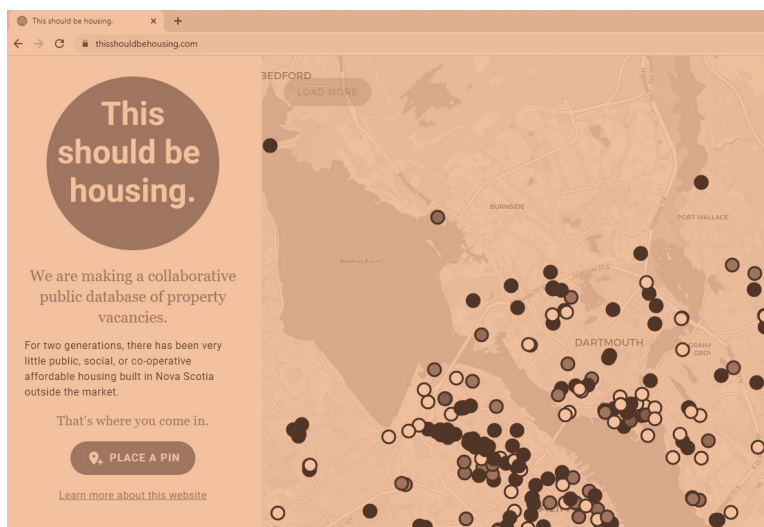 This should be housing.
thisshouldbehousing.com
This
should be
housing.
We are making a collaborative
public database of property
vacancies.
For two generations, there has been very
little public, social, or co-operative
affordable housing built in Nova Scotia
outside the market.
That's where you come in.
PLACE A PIN
Learn more about this website
BEDFORD
LOAD MORE
BURNSIDE
PORT WALLACE
Bedford Basin
DARTMOUTH